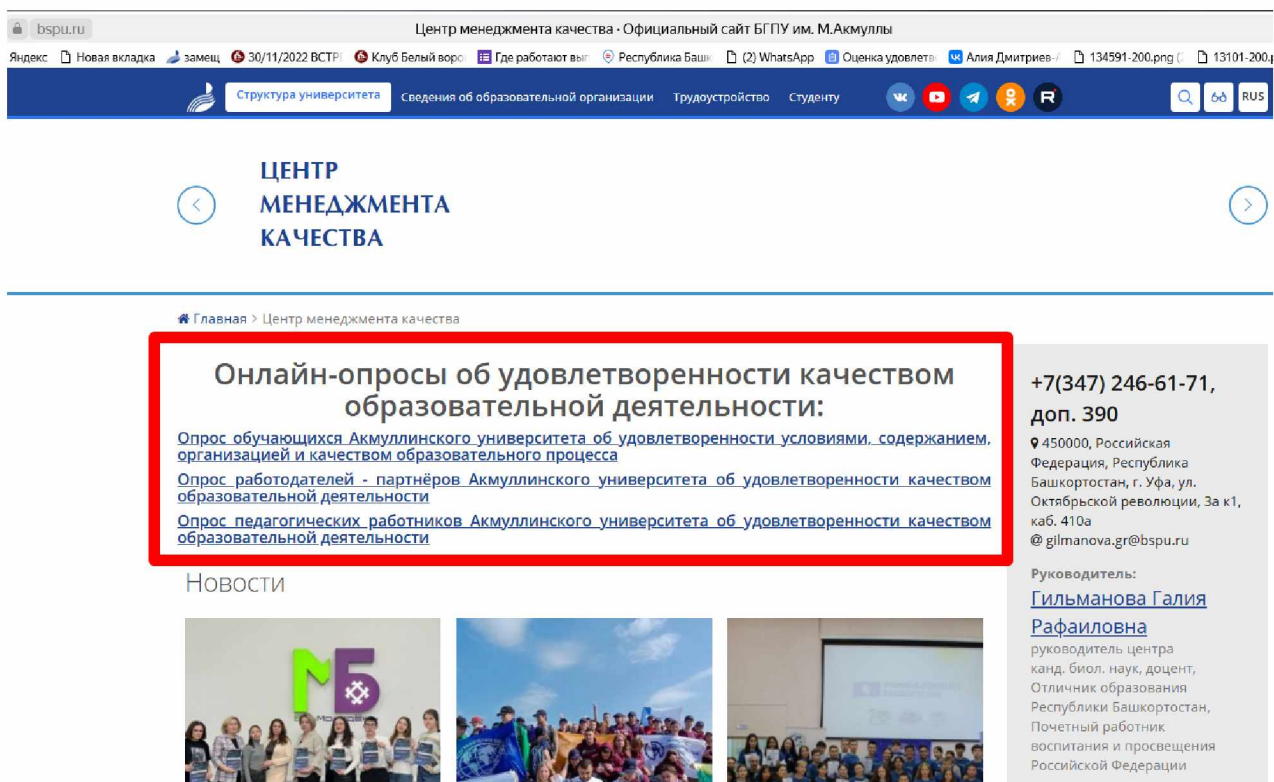 bspu.ru
Центр менеджмента качества · Официальный сайт БГПУ им. М.Акмуллы
Яндекс Новая вкладка замещ 30/11/2022 ВСТР Клуб Белый воро Где работают вып Республика Баш (2) WhatsApp Оценка удовлетв Алия Дмитриев- 134591-200.png ( 13101-200.p
Структура университета Сведения об образовательной организации Трудоустройство Студенту RUS
ЦЕНТР
МЕНЕДЖМЕНТА
КАЧЕСТВА
Главная > Центр менеджмента качества
Онлайн-опросы об удовлетворенности качеством
образовательной деятельности:
Опрос обучающихся Акмуллинского университета об удовлетворенности условиями, содержанием,
организацией и качеством образовательного процесса
Опрос работодателей - партнёров Акмуллинского университета об удовлетворенности качеством
образовательной деятельности
Опрос педагогических работников Акмуллинского университета об удовлетворенности качеством
образовательной деятельности
Новости
МБ
+7(347) 246-61-71,
доп. 390
450000, Российская
Федерация, Республика
Башкортостан, г. Уфа, ул.
Октябрьской революции, 3а к1,
каб. 410а
@ gilmanova.gr@bspu.ru
Руководитель:
Гильманова Галия
Рафаиловна
руководитель центра
канд. биол. наук, доцент,
Отличник образования
Республики Башкортостан,
Почетный работник
воспитания и просвещения
Российской Федерации